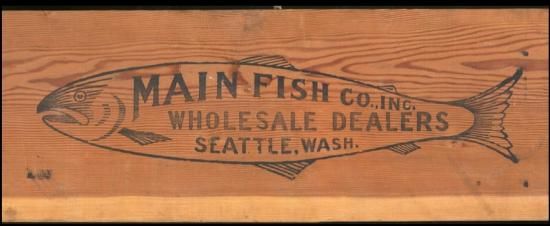 MAIN FISH CO., INC.
WHOLESALE DEALERS
SEATTLE, WASH.